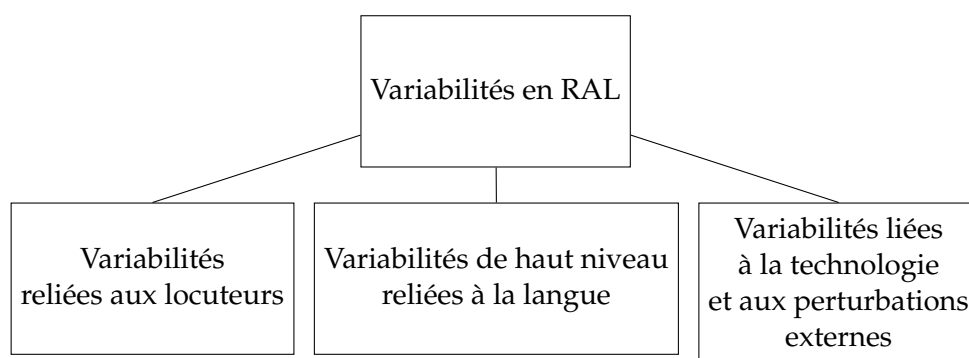 Variabilités en RAL
Variabilités
reliées aux locuteurs
Variabilités de haut niveau
reliées à la langue
Variabilités liées
à la technologie
et aux perturbations
externes